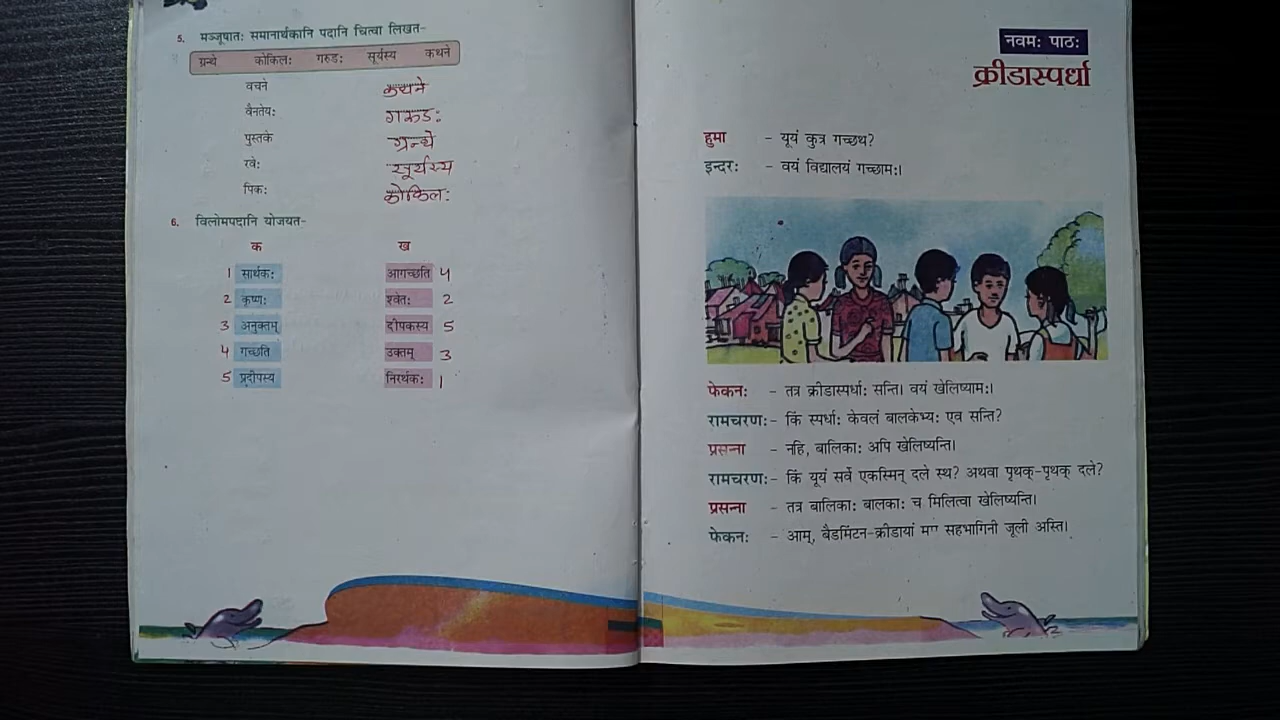 5. मञ्जूषातः समानार्थकानि पदानि चित्वा लिखत-
ग्रन्थे कोकिलः गरुडः सूर्यस्य कथने
वचने कथने
वैनतेयः गरुडः
पुस्तके ग्रन्थे
रवेः सूर्यस्य
पिकः कोकिलः
6. विलोमपदानि योजयत-
क ख
1 सार्थकः आगच्छति 4
2 कृष्णः श्वेतः 2
3 अनुक्तम् दीपकस्य 5
4 गच्छति उक्तम् 3
5 प्रदीपस्य निरर्थकः 1
नवमः पाठः
क्रीडास्पर्धा
हुमा - यूयं कुत्र गच्छथ?
इन्दरः - वयं विद्यालयं गच्छामः।
फेकनः - तत्र क्रीडास्पर्धाः सन्ति। वयं खेलिष्यामः।
रामचरणः - किं स्पर्धाः केवलं बालकेभ्यः एव सन्ति?
प्रसन्ना - नहि, बालिकाः अपि खेलिष्यन्ति।
रामचरणः - किं यूयं सर्वे एकस्मिन् दले स्थ? अथवा पृथक्-पृथक् दले?
प्रसन्ना - तत्र बालिकाः बालकाः च मिलित्वा खेलिष्यन्ति।
फेकनः - आम्, बैडमिंटन-क्रीडायां मम सहभागिनी जूली अस्ति।